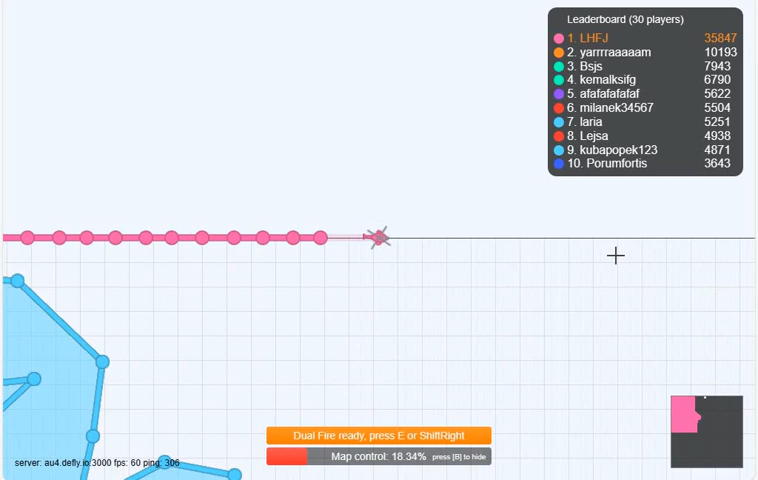 Leaderboard (30 players)
1. LHFJ 35847
2. yarrrraaaaam 10193
3. Bsjs 7943
4. kemalksifg 6790
5. afafafafafaf 5622
6. milanek34567 5504
7. laria 5251
8. Lejsa 4938
9. kubapopek123 4871
10. Porumfortis 3643
Dual Fire ready, press E or ShiftRight
Map control: 18.34% press [B] to hide
server: au4.defly.io:3000 fps: 60 ping: 306